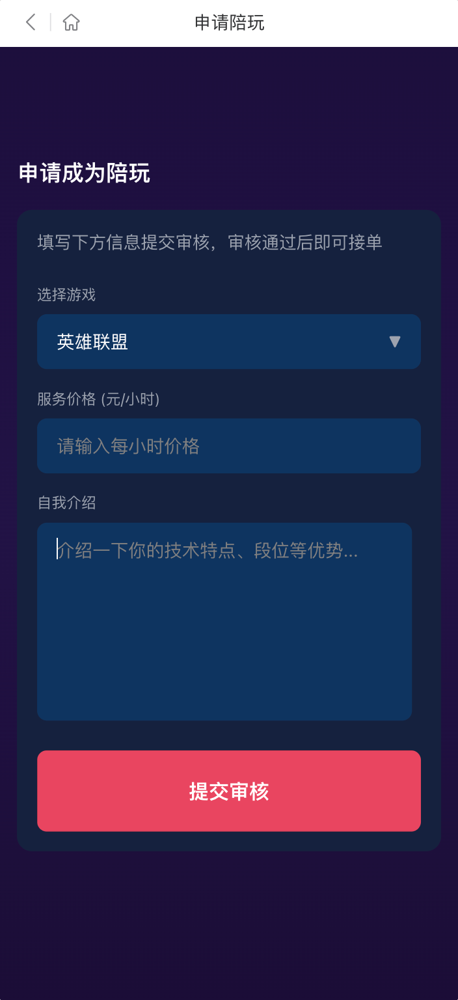 申请陪玩
申请成为陪玩
填写下方信息提交审核，审核通过后即可接单
选择游戏
英雄联盟
服务价格 (元/小时)
请输入每小时价格
自我介绍
介绍一下你的技术特点、段位等优势...
提交审核